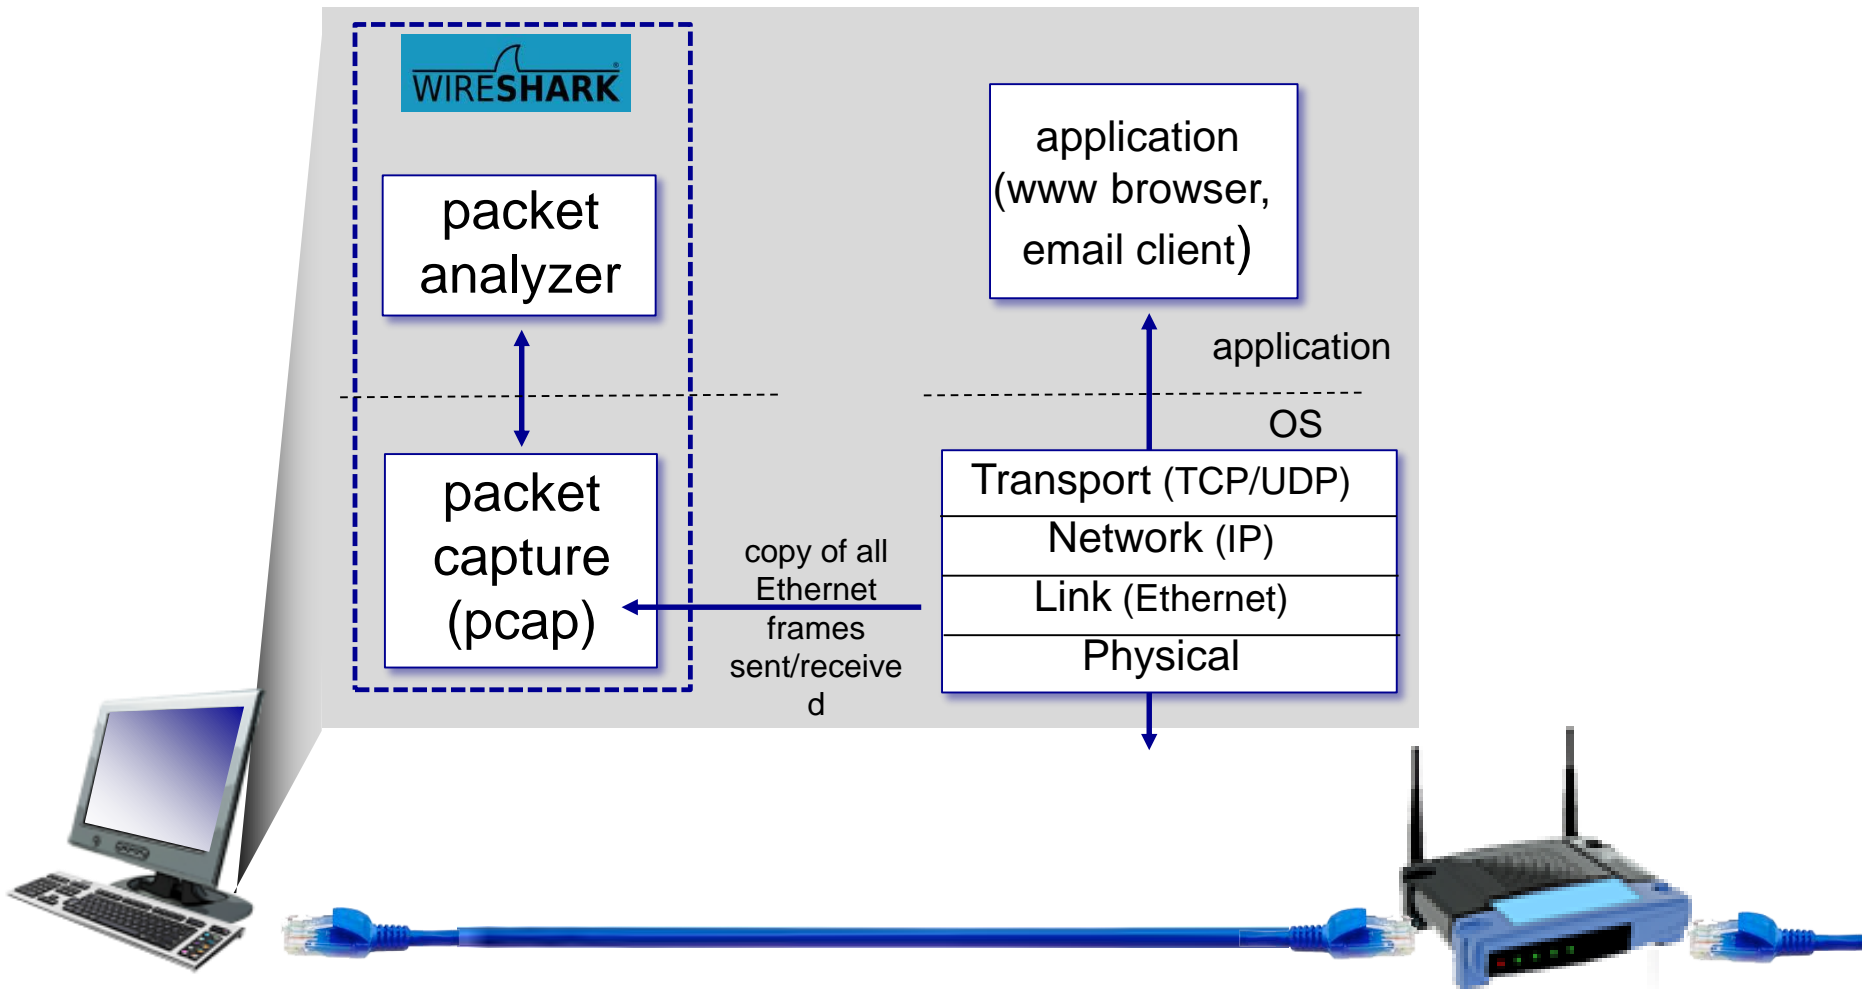 WIRESHARK
®
packet
analyzer
packet
capture
(pcap)
copy of all
Ethernet
frames
sent/receive
d
application
(www browser,
email client)
application
OS
Transport (TCP/UDP)
Network (IP)
Link (Ethernet)
Physical